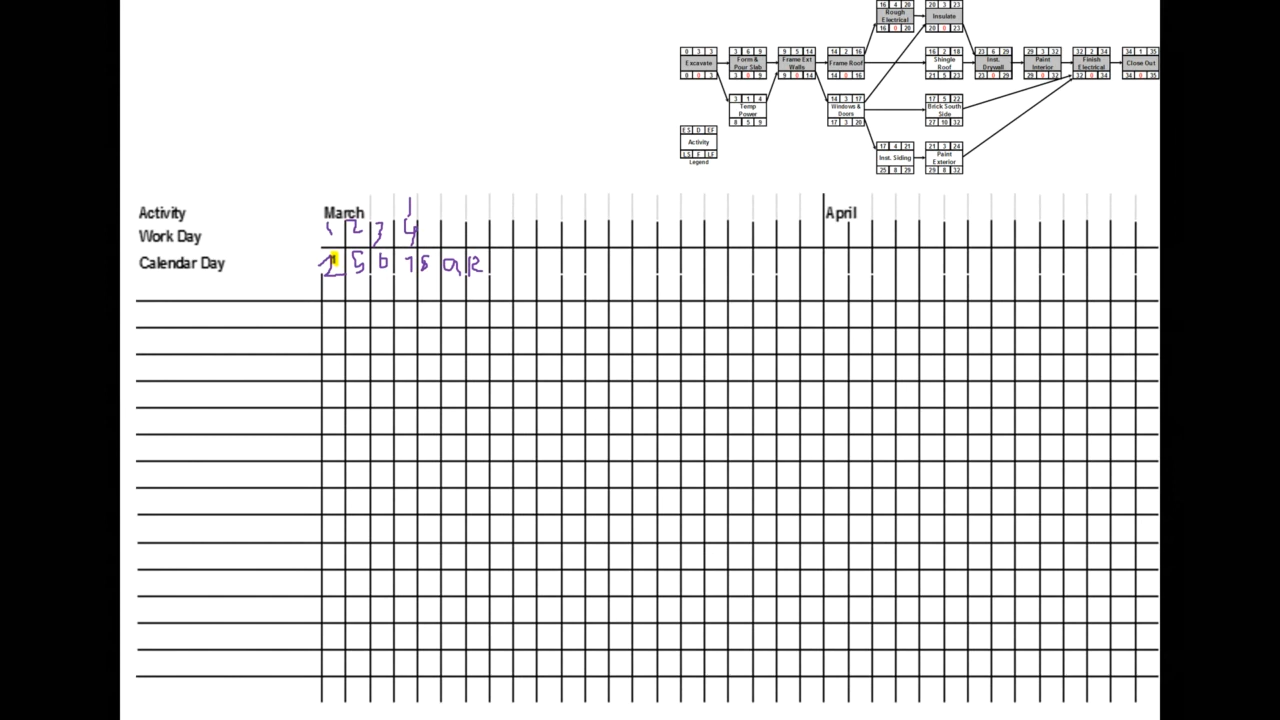 16 4 20
Rough Electrical
16 0 20
20 3 23
Insulate
20 0 23
0 3 3
Excavate
0 0 3
3 6 9
Form & Pour Slab
3 0 9
9 5 14
Frame Ext Walls
9 0 14
14 2 16
Frame Roof
14 0 16
16 2 18
Shingle Roof
21 5 23
23 6 29
Inst. Drywall
23 0 29
29 3 32
Paint Interior
29 0 32
32 2 34
Finish Electrical
32 0 34
34 1 35
Close Out
34 0 35
3 1 4
Temp Power
8 5 9
14 3 17
Windows & Doors
17 3 20
17 5 22
Brick South Side
27 10 32
ES D EF
Activity
LS F LF
Legend
17 4 21
Inst. Siding
25 8 29
21 3 24
Paint Exterior
29 8 32
Activity March April
Work Day 1 2 3 4
Calendar Day 5 6 7 8 9 12